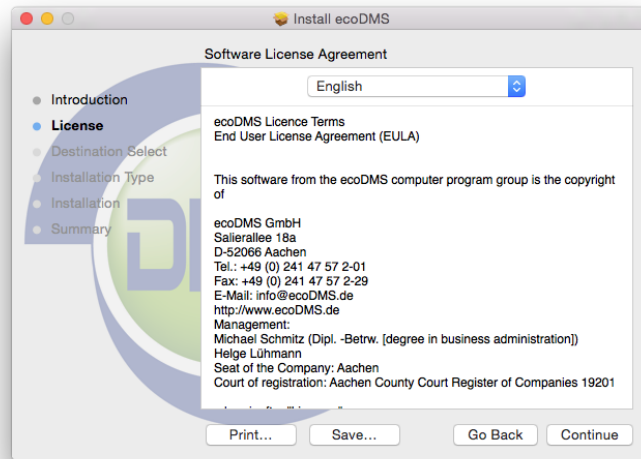 Install ecoDMS
Software License Agreement
English
Introduction
License
Destination Select
Installation Type
Installation
Summary
ecoDMS Licence Terms
End User License Agreement (EULA)
This software from the ecoDMS computer program group is the copyright
of
ecoDMS GmbH
Salierallee 18a
D-52066 Aachen
Tel.: +49 (0) 241 47 57 2-01
Fax: +49 (0) 241 47 57 2-29
E-Mail: info@ecoDMS.de
http://www.ecoDMS.de
Management:
Michael Schmitz (Dipl. -Betrw. [degree in business administration])
Helge Lühmann
Seat of the Company: Aachen
Court of registration: Aachen County Court Register of Companies 19201
Print...
Save...
Go Back
Continue